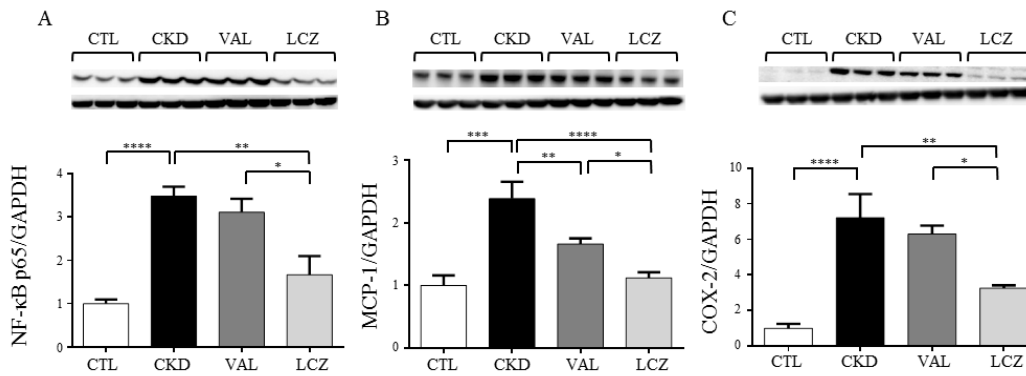 A
CTL CKD VAL LCZ
**** ** *
NF-κB p65/GAPDH
4
3
2
1
0
CTL CKD VAL LCZ
B
CTL CKD VAL LCZ
*** **** ** *
MCP-1/GAPDH
3
2
1
0
CTL CKD VAL LCZ
C
CTL CKD VAL LCZ
**** ** *
COX-2/GAPDH
10
8
6
4
2
0
CTL CKD VAL LCZ